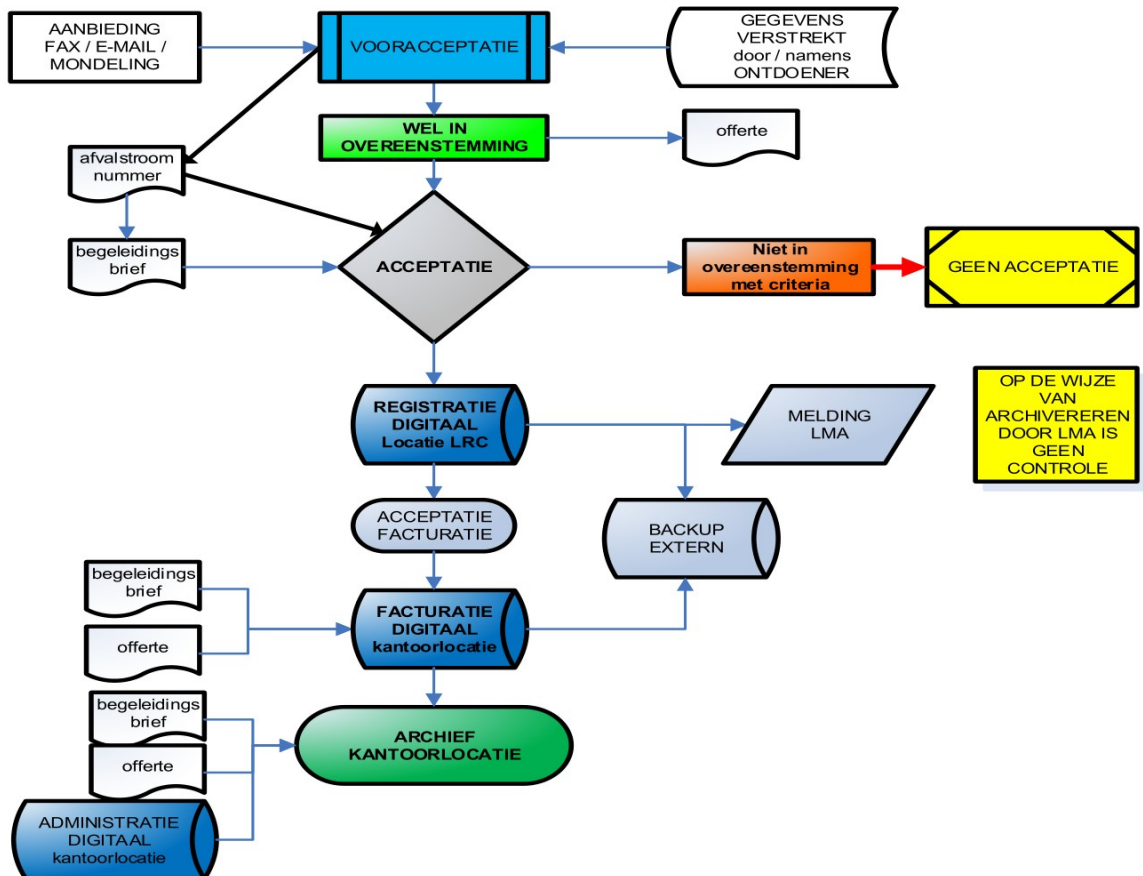 AANBIEDING
FAX / E-MAIL /
MONDELING
VOORACCEPTATIE
GEGEVENS
VERSTREKT
door / namens
ONTDOENER
WEL IN
OVEREENSTEMMING
offerte
afvalstroom
nummer
begeleidings
brief
ACCEPTATIE
Niet in
overeenstemming
met criteria
GEEN ACCEPTATIE
REGISTRATIE
DIGITAAL
Locatie LRC
MELDING
LMA
OP DE WIJZE
VAN
ARCHIVEREREN
DOOR LMA IS
GEEN
CONTROLE
ACCEPTATIE
FACTURATIE
BACKUP
EXTERN
begeleidings
brief
offerte
FACTURATIE
DIGITAAL
kantoorlocatie
begeleidings
brief
offerte
ARCHIEF
KANTOORLOCATIE
ADMINISTRATIE
DIGITAAL
kantoorlocatie